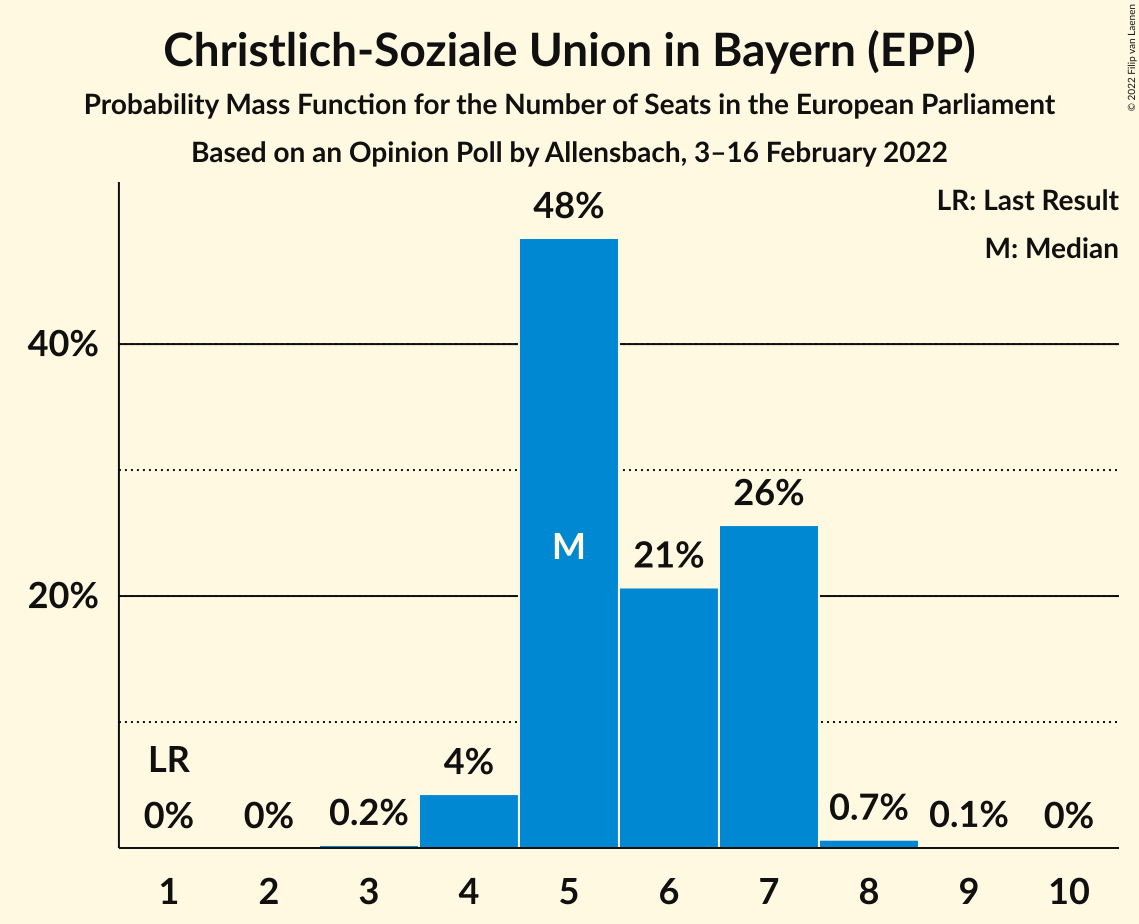 Christlich-Soziale Union in Bayern (EPP)
Probability Mass Function for the Number of Seats in the European Parliament
Based on an Opinion Poll by Allensbach, 3–16 February 2022
© 2022 Filip van Laenen
LR: Last Result
M: Median
48%
40%
26%
M
21%
20%
LR
4%
0%
0%
0.2%
0.7%
0.1%
0%
1 2 3 4 5 6 7 8 9 10